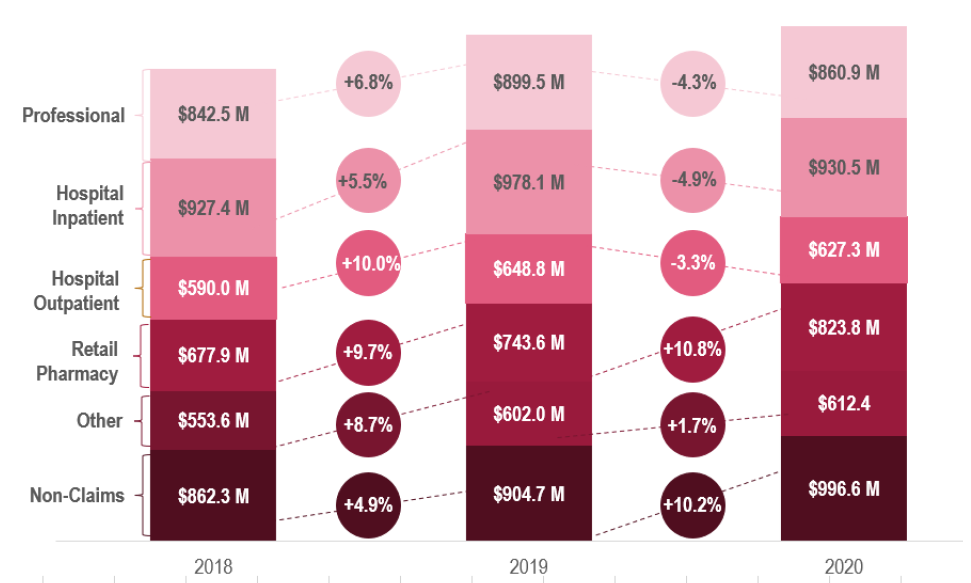 Professional
$842.5 M
+6.8%
$899.5 M
-4.3%
$860.9 M
Hospital
Inpatient
$927.4 M
+5.5%
$978.1 M
-4.9%
$930.5 M
Hospital
Outpatient
$590.0 M
+10.0%
$648.8 M
-3.3%
$627.3 M
Retail
Pharmacy
$677.9 M
+9.7%
$743.6 M
+10.8%
$823.8 M
Other
$553.6 M
+8.7%
$602.0 M
+1.7%
$612.4
Non-Claims
$862.3 M
+4.9%
$904.7 M
+10.2%
$996.6 M
2018
2019
2020